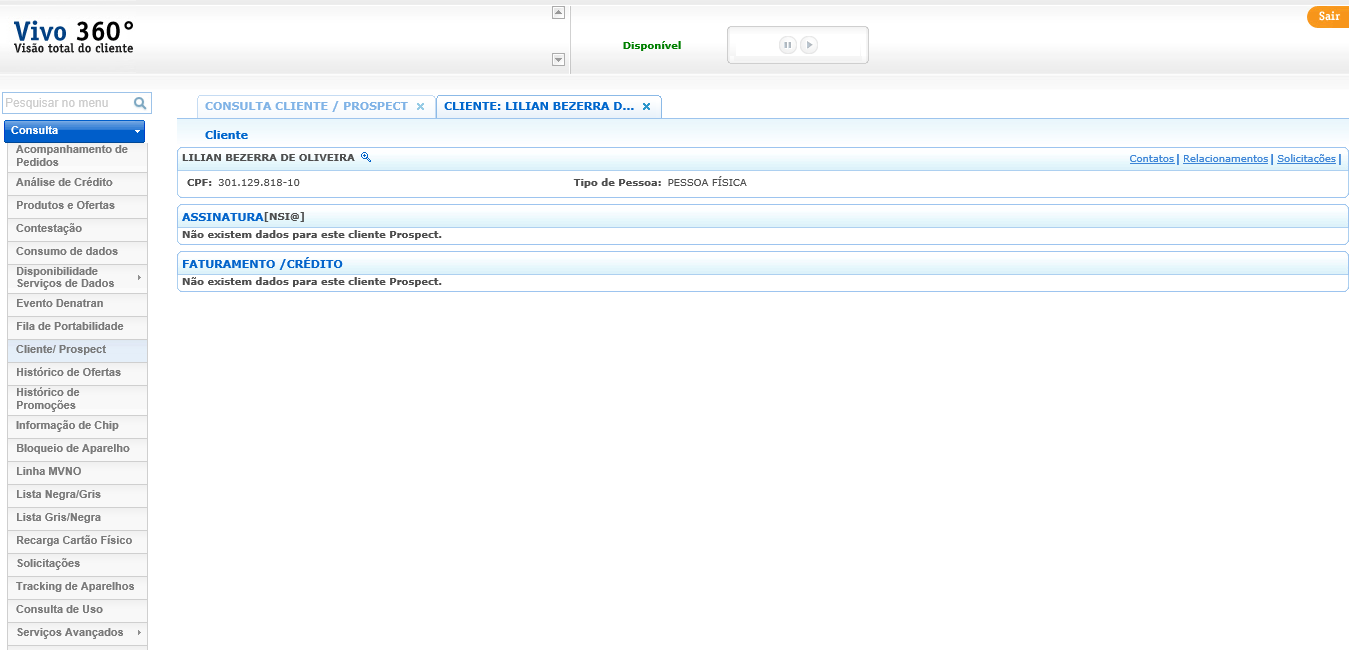 Vivo 360°
Visão total do cliente
Disponível
Sair
Pesquisar no menu
Consulta
Acompanhamento de
Pedidos
Análise de Crédito
Produtos e Ofertas
Contestação
Consumo de dados
Disponibilidade
Serviços de Dados
Evento Denatran
Fila de Portabilidade
Cliente/ Prospect
Histórico de Ofertas
Histórico de
Promoções
Informação de Chip
Bloqueio de Aparelho
Linha MVNO
Lista Negra/Gris
Lista Gris/Negra
Recarga Cartão Físico
Solicitações
Tracking de Aparelhos
Consulta de Uso
Serviços Avançados
CONSULTA CLIENTE / PROSPECT
CLIENTE: LILIAN BEZERRA D...
Cliente
LILIAN BEZERRA DE OLIVEIRA
Contatos | Relacionamentos | Solicitações |
CPF: 301.129.818-10
Tipo de Pessoa: PESSOA FÍSICA
ASSINATURA[NSI@]
Não existem dados para este cliente Prospect.
FATURAMENTO /CRÉDITO
Não existem dados para este cliente Prospect.